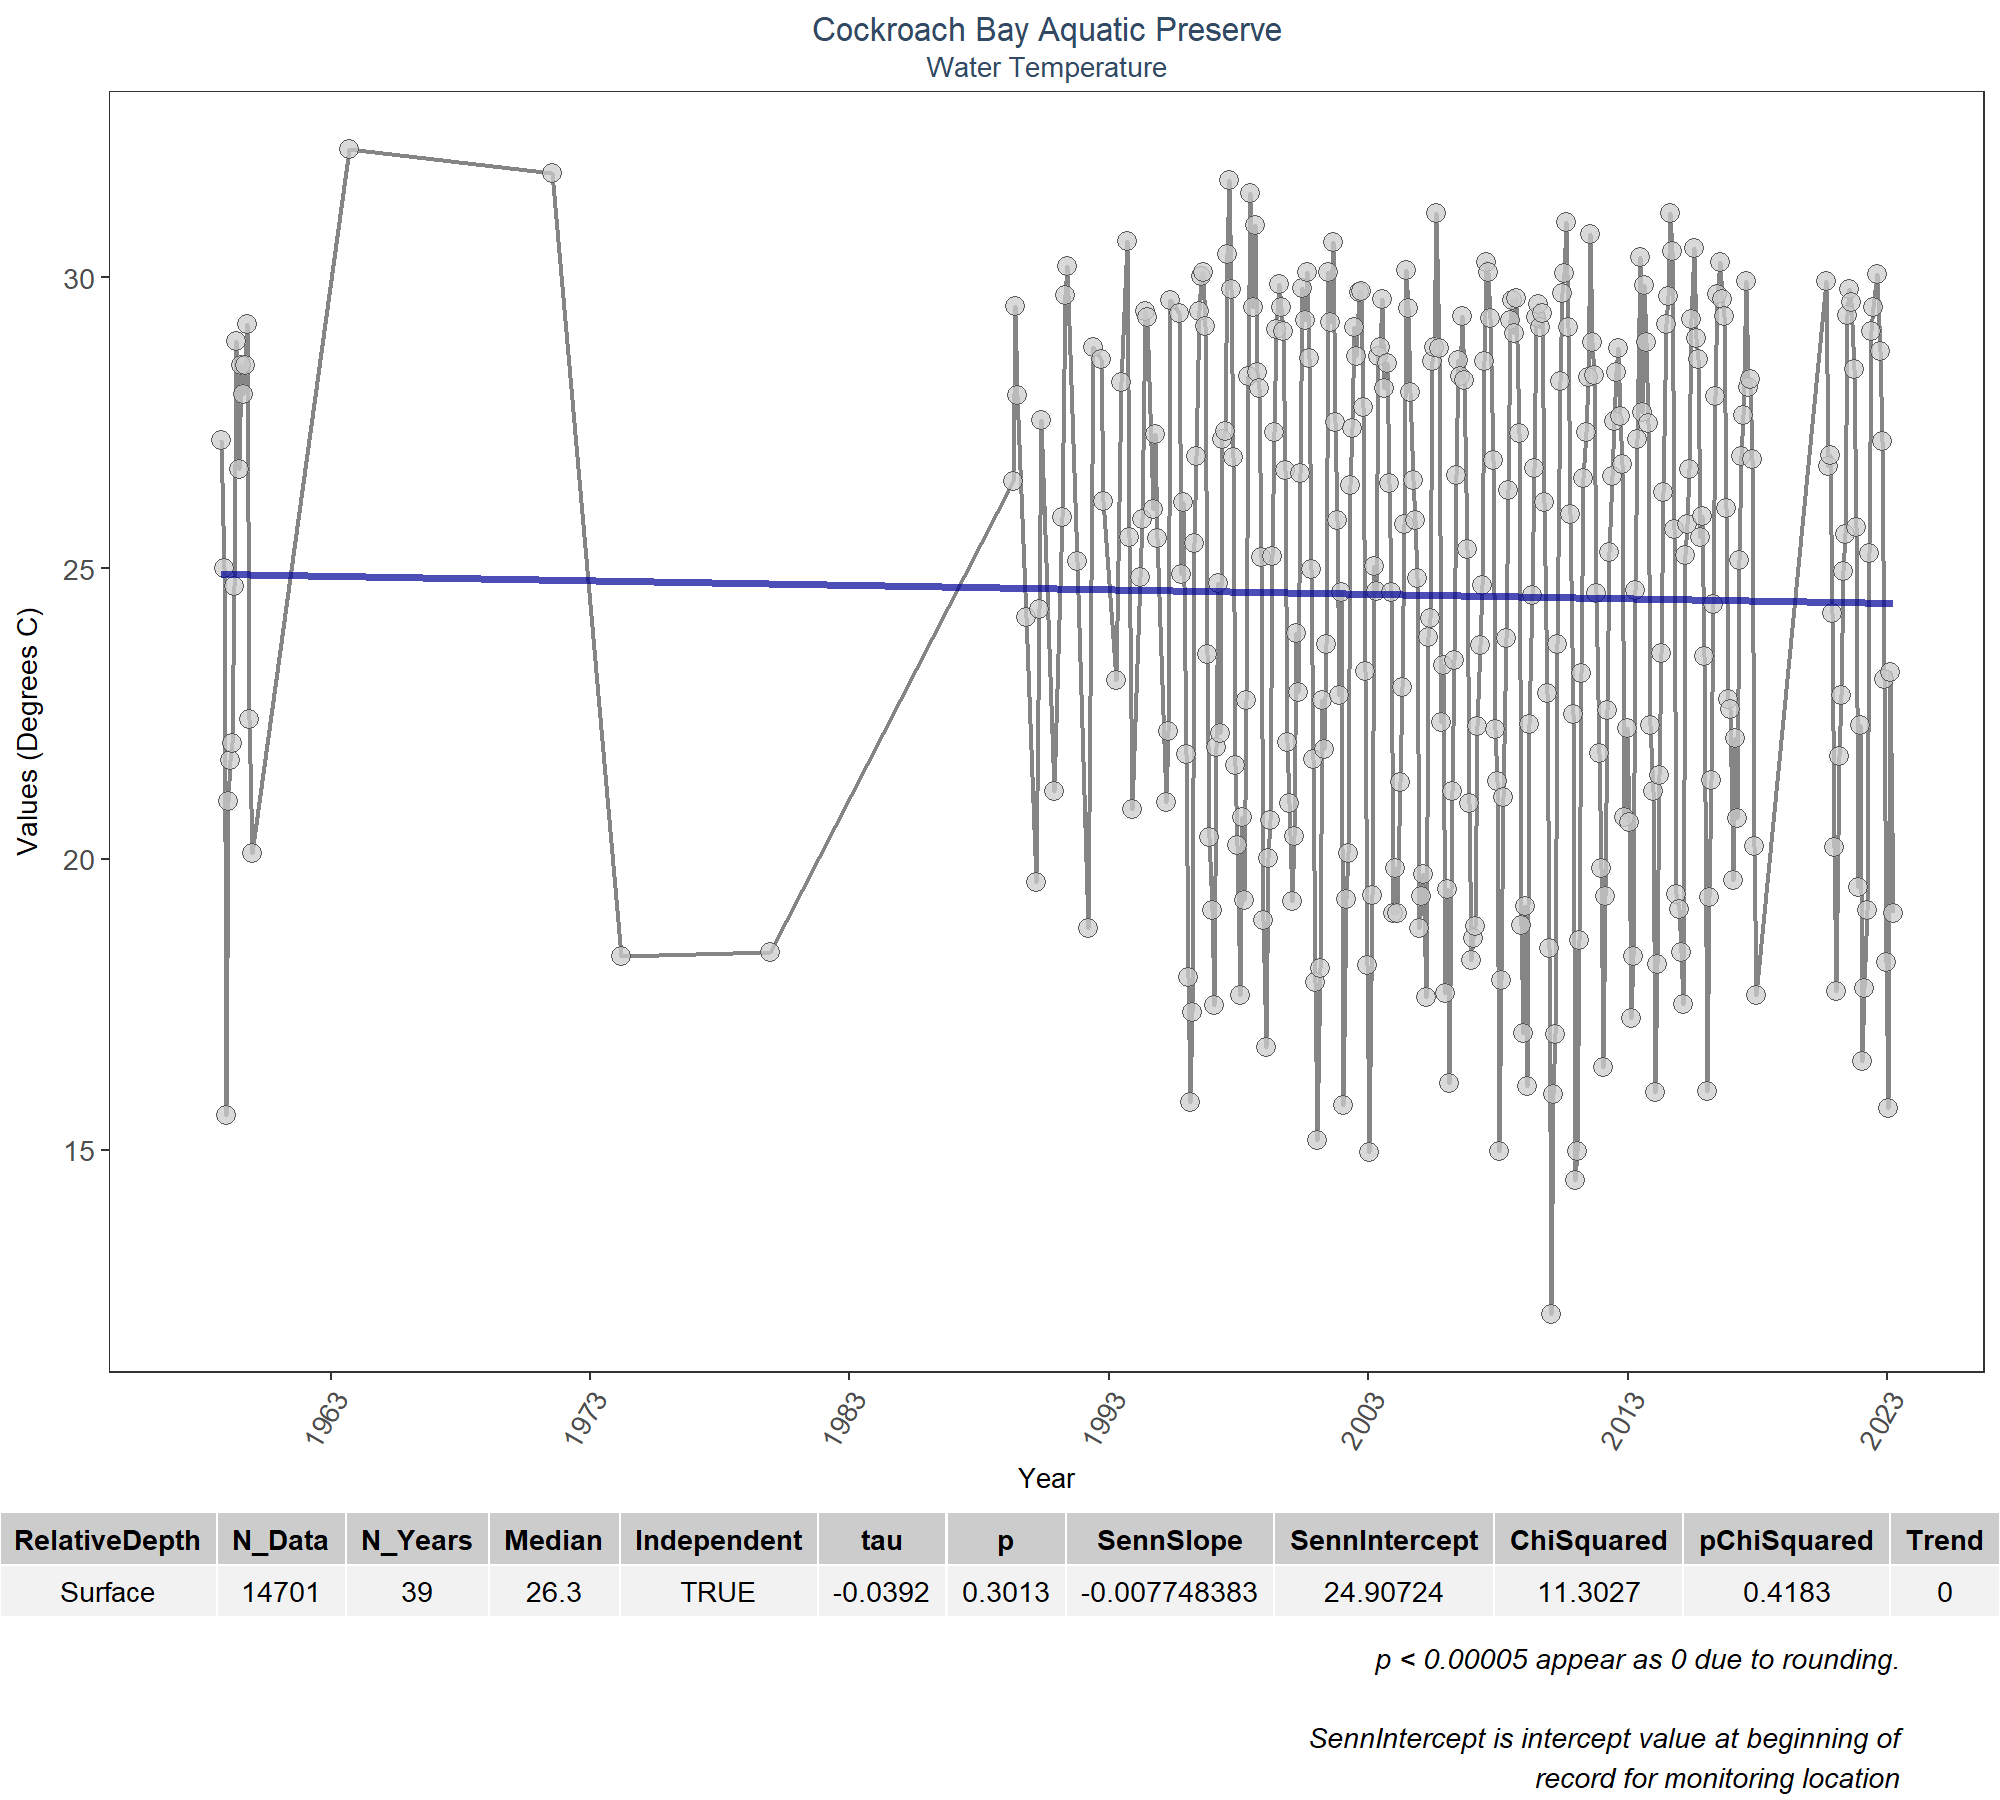 Cockroach Bay Aquatic Preserve
Water Temperature
Values (Degrees C)
30
25
20
15
1963 1973 1983 1993 2003 2013 2023
Year
RelativeDepth N_Data N_Years Median Independent tau p SennSlope SennIntercept ChiSquared pChiSquared Trend
Surface 14701 39 26.3 TRUE -0.0392 0.3013 -0.007748383 24.90724 11.3027 0.4183 0
p < 0.00005 appear as 0 due to rounding.
SennIntercept is intercept value at beginning of
record for monitoring location